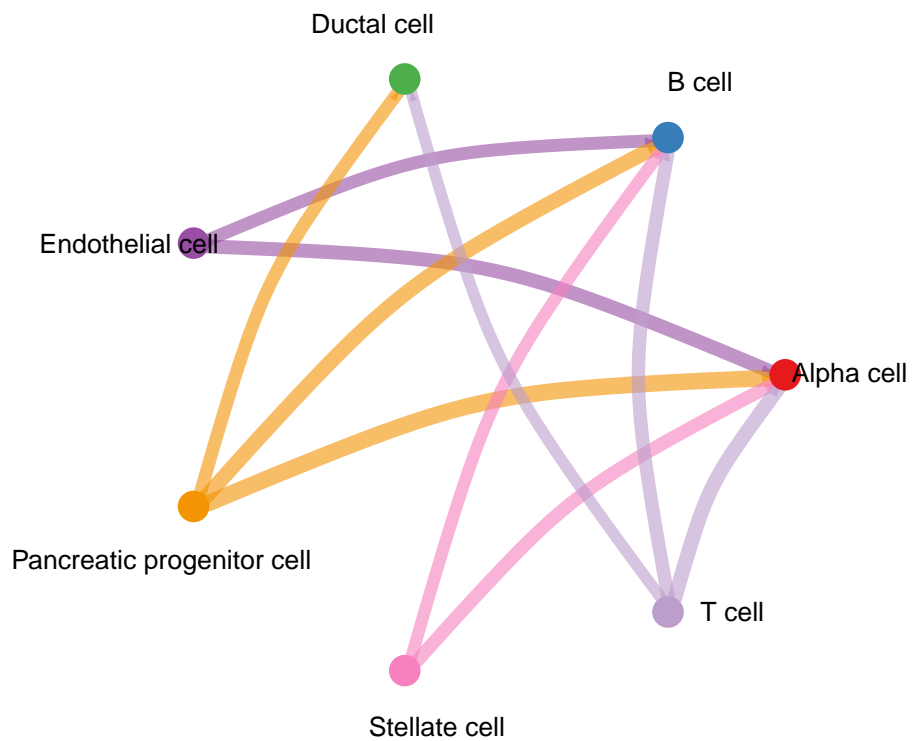 Ductal cell
B cell
Endothelial cell
Alpha cell
Pancreatic progenitor cell
T cell
Stellate cell